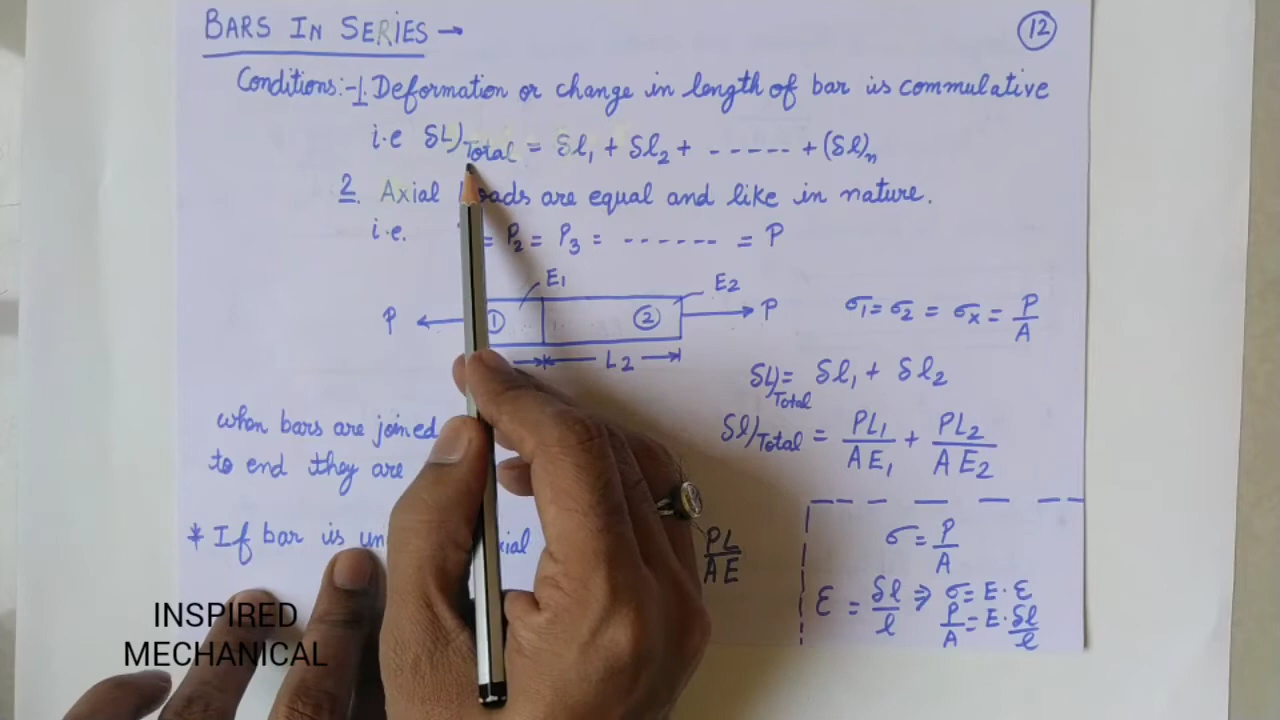 BARS IN SERIES →
12
Conditions:- 1. Deformation or change in length of bar is commulative
i.e δL)Total = δl₁ + δl₂ + ----- + (δl)n
2. Axial are equal and like in nature.
i.e. = P₂ = P₃ = ------ = P
E₁
E₂
P ① ② P
L₂
σ₁ = σ₂ = σx = P/A
δL)Total = δl₁ + δl₂
δl)Total = PL₁/AE₁ + PL₂/AE₂
when bars are joined
to end they are
* If bar is
PL/AE
σ = P/A
ε = δl/l ⇒ σ = E·ε
P/A = E·δl/l
INSPIRED
MECHANICAL